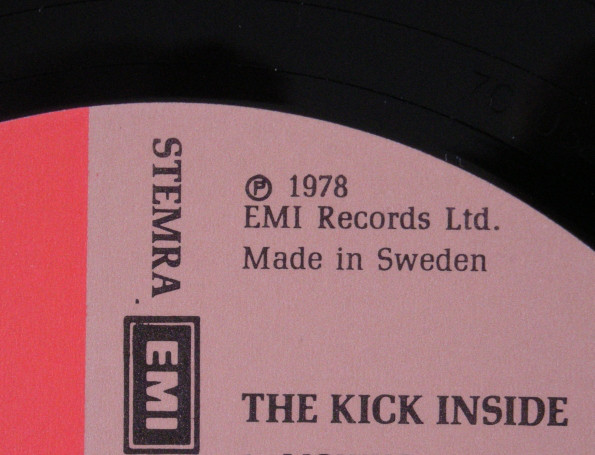 STEMRA
EMI
℗ 1978
EMI Records Ltd.
Made in Sweden
THE KICK INSIDE